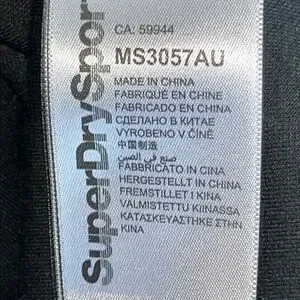 SuperDrySport
CA: 59944
MS3057AU
MADE IN CHINA
FABRIQUÉ EN CHINE
FABRICADO EN CHINA
СДЕЛАНО В КИТАЕ
VYROBENO V ČÍNĚ
中国制造
صنع في الصين
FABBRICATO IN CINA
HERGESTELLT IN CHINA
FREMSTILLET I KINA
VALMISTETTU KIINASSA
ΚΑΤΑΣΚΕΥΑΣΤΗΚΕ ΣΤΗΝ
ΚΙΝΑ